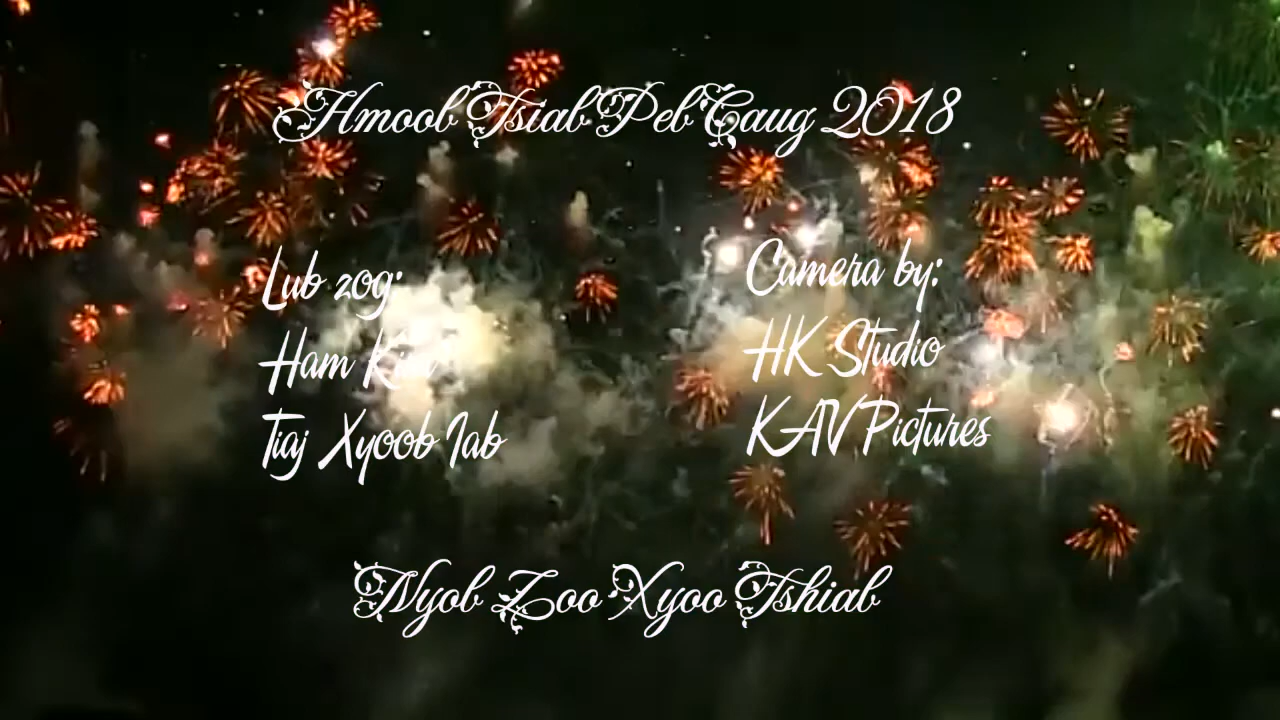 Hmoob Tsiab Peb Caug 2018
Lub zog:
Ham Kind
Tiaj Xyoob Iab
Camera by:
HK Studio
KAV Pictures
Nyob Zoo Xyoo Tshiab